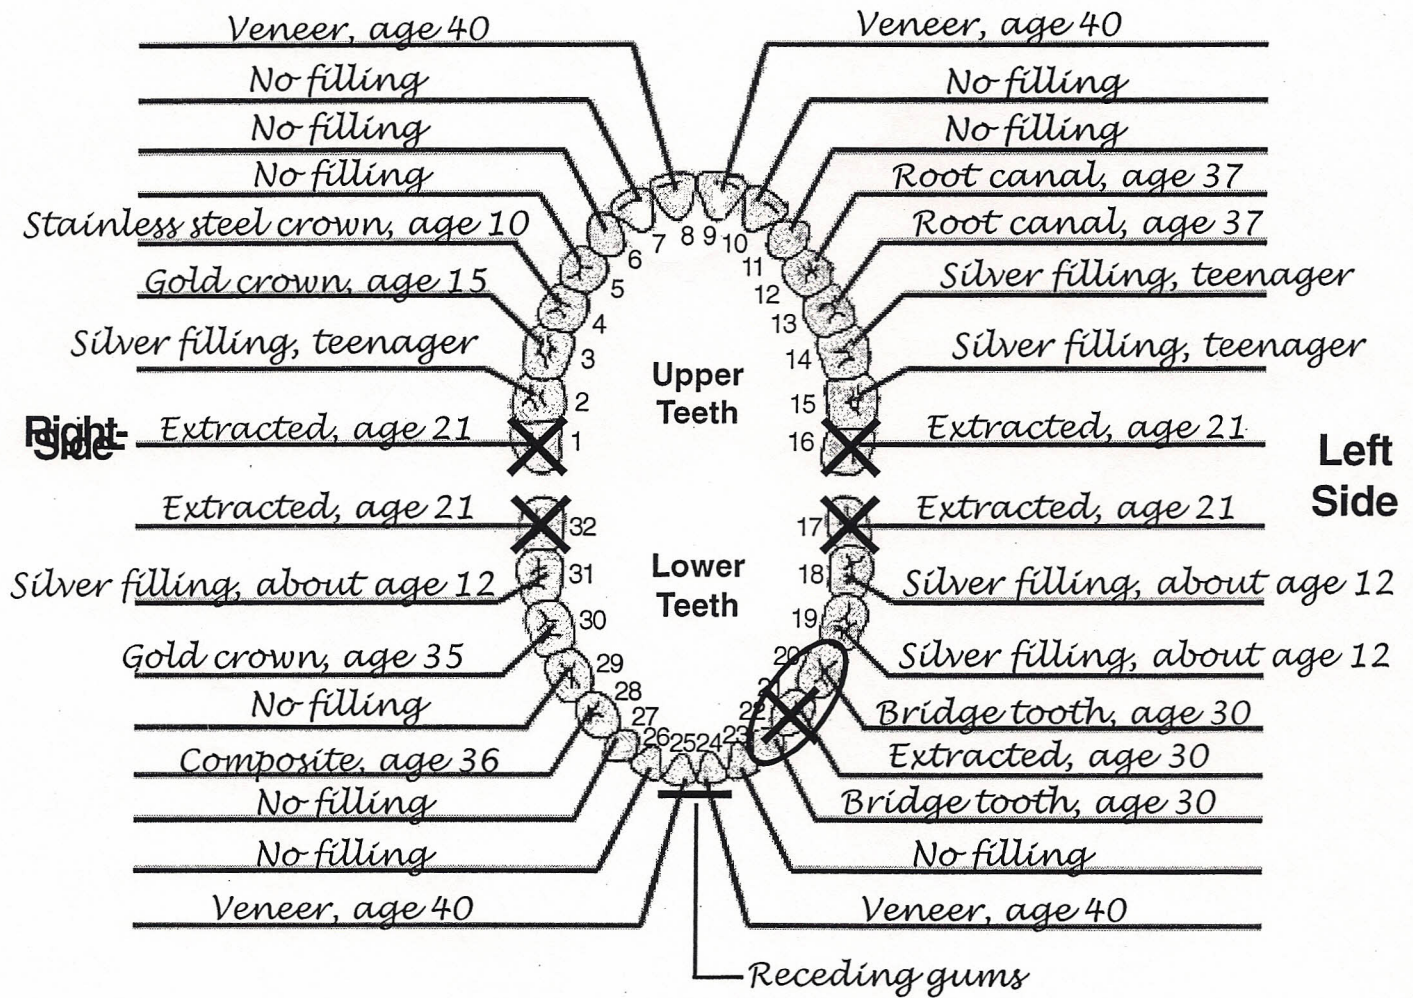 Veneer, age 40
No filling
No filling
No filling
Stainless steel crown, age 10
Gold crown, age 15
Silver filling, teenager
Extracted, age 21
Right
Side
Extracted, age 21
Silver filling, about age 12
Gold crown, age 35
No filling
Composite, age 36
No filling
No filling
Veneer, age 40
Veneer, age 40
No filling
No filling
Root canal, age 37
Root canal, age 37
Silver filling, teenager
Silver filling, teenager
Extracted, age 21
Left
Side
Extracted, age 21
Silver filling, about age 12
Silver filling, about age 12
Bridge tooth, age 30
Extracted, age 30
Bridge tooth, age 30
No filling
Veneer, age 40
Receding gums
Upper
Teeth
Lower
Teeth
1
2
3
4
5
6
7
8
9
10
11
12
13
14
15
16
17
18
19
20
21
22
23
24
25
26
27
28
29
30
31
32